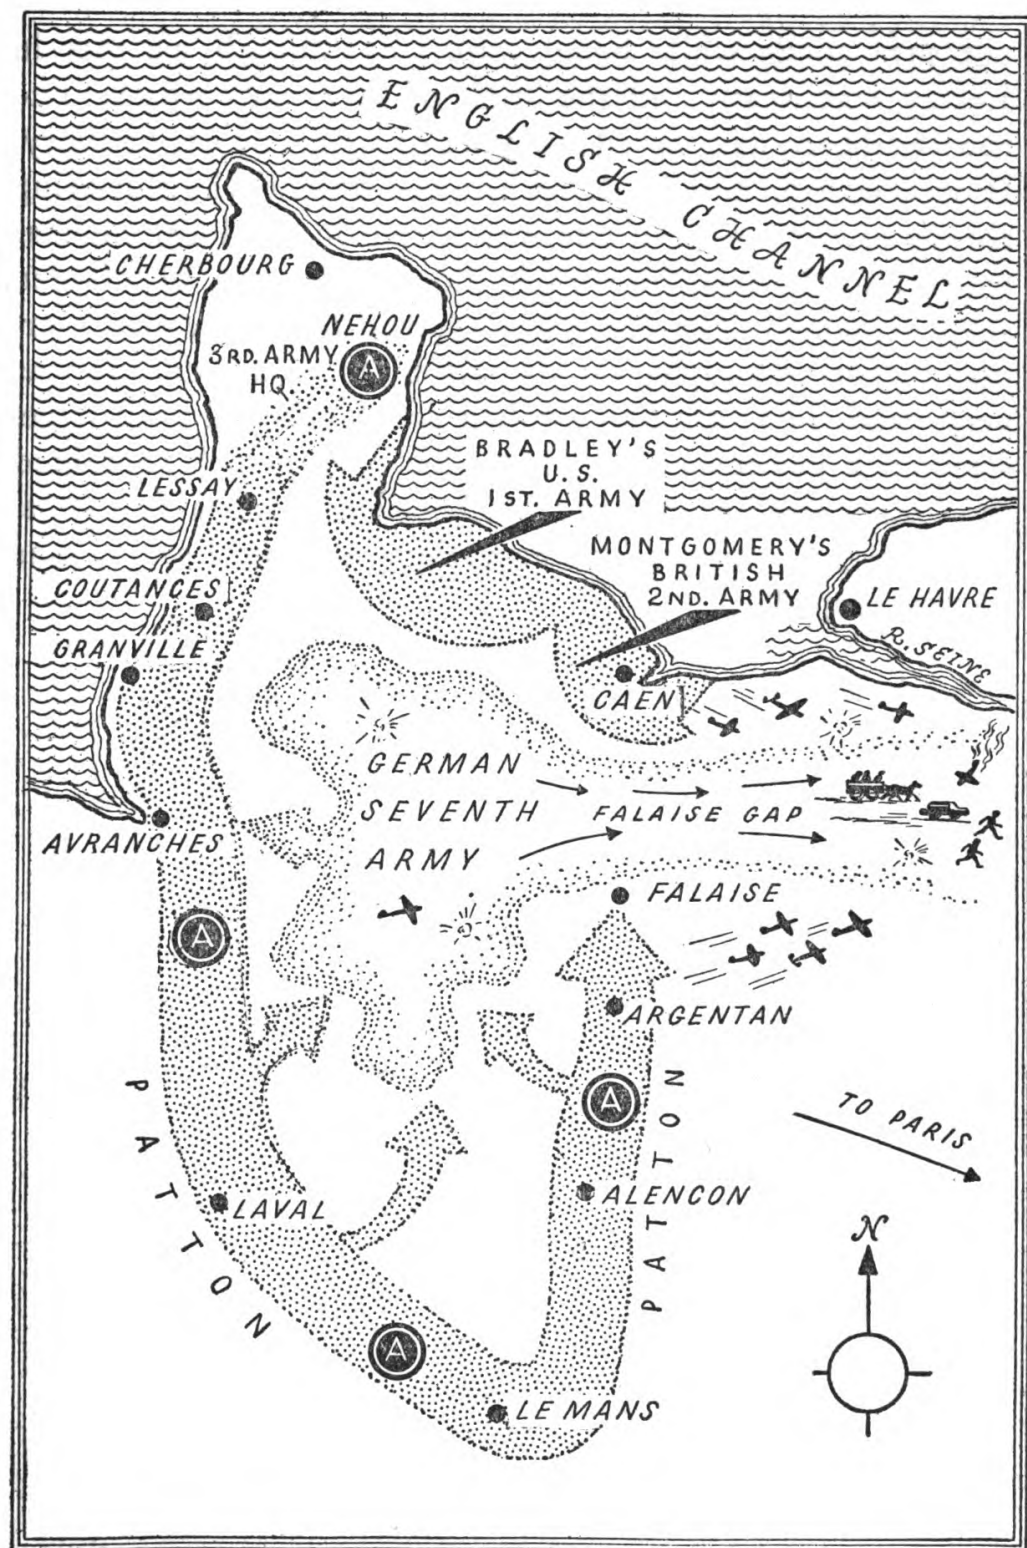 ENGLISH CHANNEL
CHERBOURG
NEHOU
3RD. ARMY
HQ.
A
BRADLEY'S
U.S.
1ST. ARMY
LESSAY
MONTGOMERY'S
BRITISH
2ND. ARMY
COUTANCES
LE HAVRE
R. SEINE
GRANVILLE
CAEN
GERMAN
SEVENTH
ARMY
FALAISE GAP
AVRANCHES
FALAISE
A
ARGENTAN
A
PATTON
PATTON
TO PARIS
LAVAL
ALENCON
N
A
LE MANS